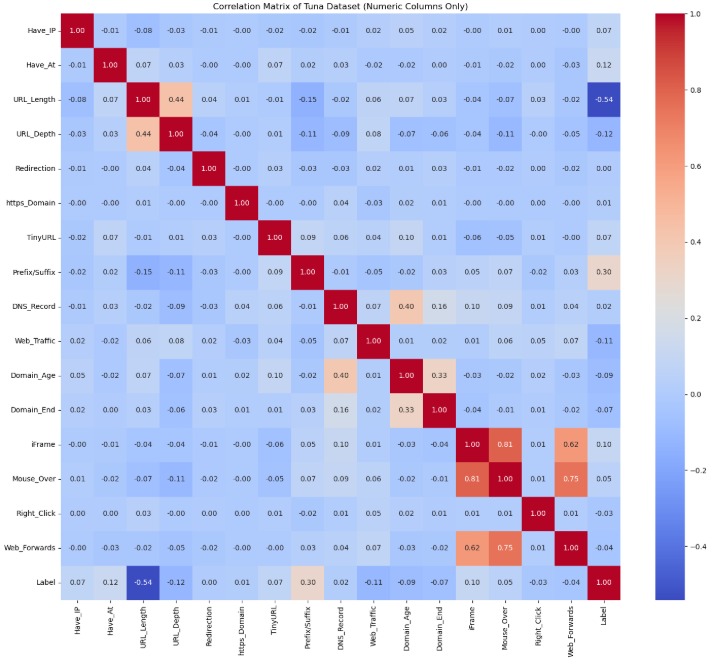 Correlation Matrix of Tuna Dataset (Numeric Columns Only)
Have_IP 1.00 -0.01 -0.08 -0.03 -0.01 -0.00 -0.02 -0.02 -0.01 0.02 0.05 0.02 -0.00 0.01 0.00 -0.00 0.07
Have_At -0.01 1.00 0.07 0.03 -0.00 -0.00 0.07 0.02 0.03 -0.02 -0.02 0.00 -0.01 -0.02 0.00 -0.03 0.12
URL_Length -0.08 0.07 1.00 0.44 0.04 0.01 -0.01 -0.15 -0.02 0.06 0.07 0.03 -0.04 -0.07 0.03 -0.02 -0.54
URL_Depth -0.03 0.03 0.44 1.00 -0.04 -0.00 0.01 -0.11 -0.09 0.08 -0.07 -0.06 -0.04 -0.11 -0.00 -0.05 -0.12
Redirection -0.01 -0.00 0.04 -0.04 1.00 -0.00 0.03 -0.03 -0.03 0.02 0.01 0.03 -0.01 -0.02 -0.00 -0.02 0.00
https_Domain -0.00 -0.00 0.01 -0.00 -0.00 1.00 -0.00 -0.00 0.04 -0.03 0.02 0.01 -0.00 -0.00 -0.00 -0.00 0.01
TinyURL -0.02 0.07 -0.01 0.01 0.03 -0.00 1.00 0.09 0.06 0.04 0.10 0.01 -0.06 -0.05 0.01 -0.02 0.07
Prefix/Suffix -0.02 0.02 -0.15 -0.11 -0.03 -0.00 0.09 1.00 -0.01 -0.05 -0.02 0.03 0.05 0.07 -0.02 0.03 0.30
DNS_Record -0.01 0.03 -0.02 -0.09 -0.03 0.04 0.06 -0.01 1.00 0.07 0.40 0.16 0.10 0.09 0.01 0.04 0.02
Web_Traffic 0.02 -0.02 0.06 0.08 0.02 -0.03 0.04 -0.05 0.07 1.00 0.01 0.02 0.01 0.06 0.05 0.07 -0.11
Domain_Age 0.05 -0.02 0.07 -0.07 0.01 0.02 0.10 -0.02 0.40 0.01 1.00 0.33 -0.03 -0.02 0.02 -0.03 -0.09
Domain_End 0.02 0.00 0.03 -0.06 0.03 0.01 0.01 0.03 0.16 0.02 0.33 1.00 -0.04 -0.01 0.01 -0.02 -0.07
iFrame -0.00 -0.01 -0.04 -0.04 -0.01 -0.00 -0.06 0.05 0.10 0.01 -0.03 -0.04 1.00 0.81 0.01 0.62 0.10
Mouse_Over 0.01 -0.02 -0.07 -0.11 -0.02 -0.00 -0.05 0.07 0.09 0.06 -0.02 -0.01 0.81 1.00 0.01 0.75 0.05
Right_Click 0.00 0.00 0.03 -0.00 -0.00 -0.00 0.01 -0.02 0.01 0.05 0.02 0.01 0.01 0.01 1.00 0.01 -0.03
Web_Forwards -0.00 -0.03 -0.02 -0.05 -0.02 -0.00 -0.02 0.03 0.04 0.07 -0.03 -0.02 0.62 0.75 0.01 1.00 -0.04
Label 0.07 0.12 -0.54 -0.12 0.00 0.01 0.07 0.30 0.02 -0.11 -0.09 -0.07 0.10 0.05 -0.03 -0.04 1.00
Have_IP Have_At URL_Length URL_Depth Redirection https_Domain TinyURL Prefix/Suffix DNS_Record Web_Traffic Domain_Age Domain_End iFrame Mouse_Over Right_Click Web_Forwards Label
1.0
0.8
0.6
0.4
0.2
0.0
−0.2
−0.4